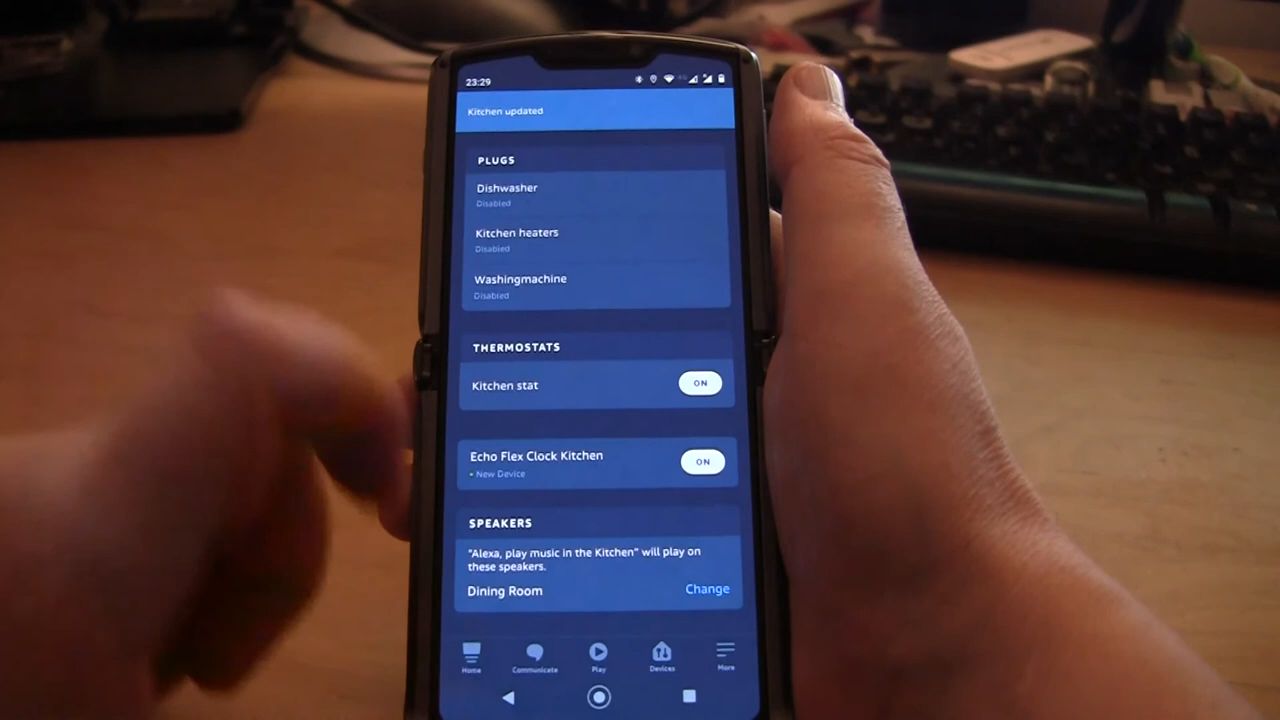 23:29
Kitchen updated
PLUGS
Dishwasher
Disabled
Kitchen heaters
Disabled
Washingmachine
Disabled
THERMOSTATS
Kitchen stat
ON
Echo Flex Clock Kitchen
ON
• New Device
SPEAKERS
"Alexa, play music in the Kitchen" will play on
these speakers.
Dining Room
Change
Home
Communicate
Play
Devices
More